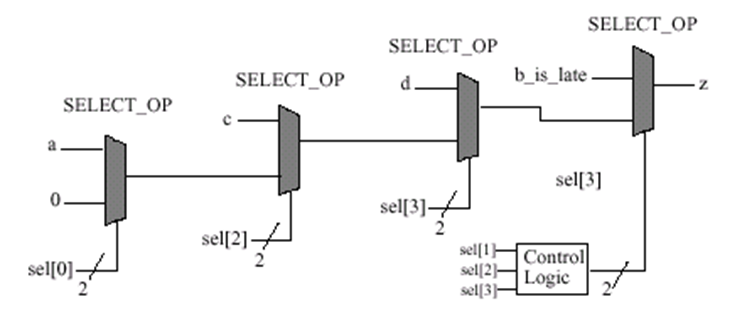 SELECT_OP
SELECT_OP
b_is_late
z
SELECT_OP
d
SELECT_OP
c
a
0
sel[3]
sel[3]
2
sel[2]
2
sel[0]
2
sel[1]
sel[2]
sel[3]
Control
Logic
2